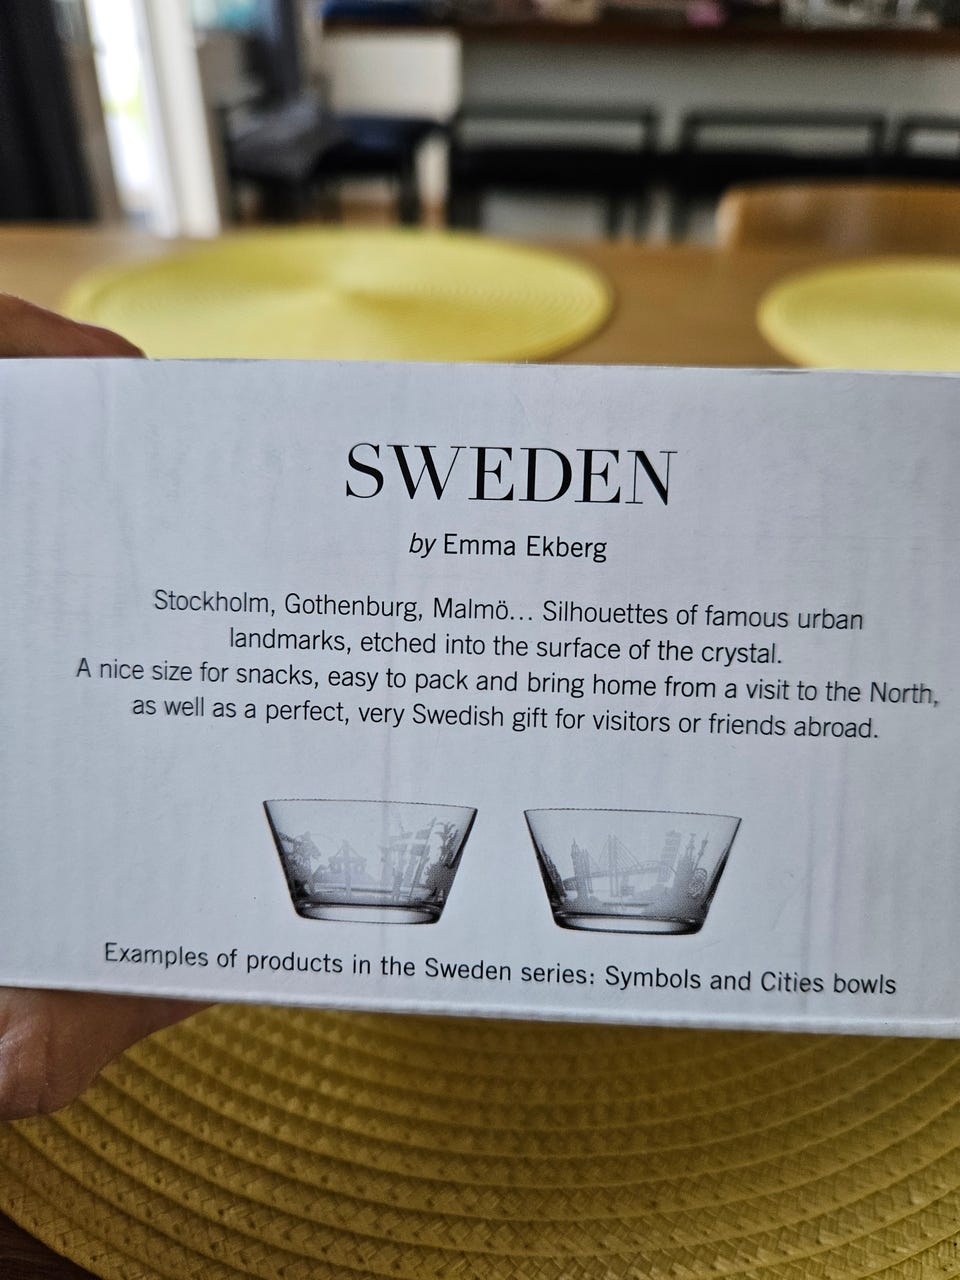 SWEDEN
by Emma Ekberg
Stockholm, Gothenburg, Malmö... Silhouettes of famous urban
landmarks, etched into the surface of the crystal.
A nice size for snacks, easy to pack and bring home from a visit to the North,
as well as a perfect, very Swedish gift for visitors or friends abroad.
Examples of products in the Sweden series: Symbols and Cities bowls